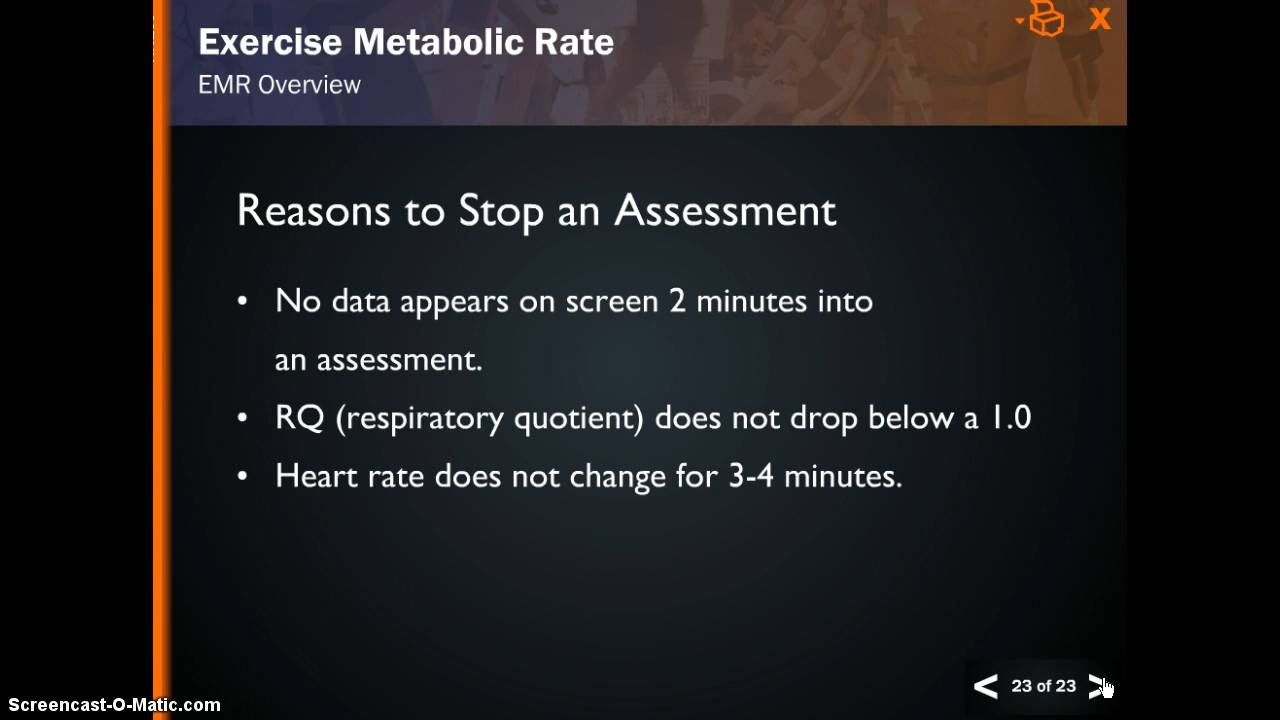 Exercise Metabolic Rate
X
EMR Overview
Reasons to Stop an Assessment
• No data appears on screen 2 minutes into
an assessment.
• RQ (respiratory quotient) does not drop below a 1.0
• Heart rate does not change for 3-4 minutes.
< 23 of 23 >
Screencast-O-Matic.com